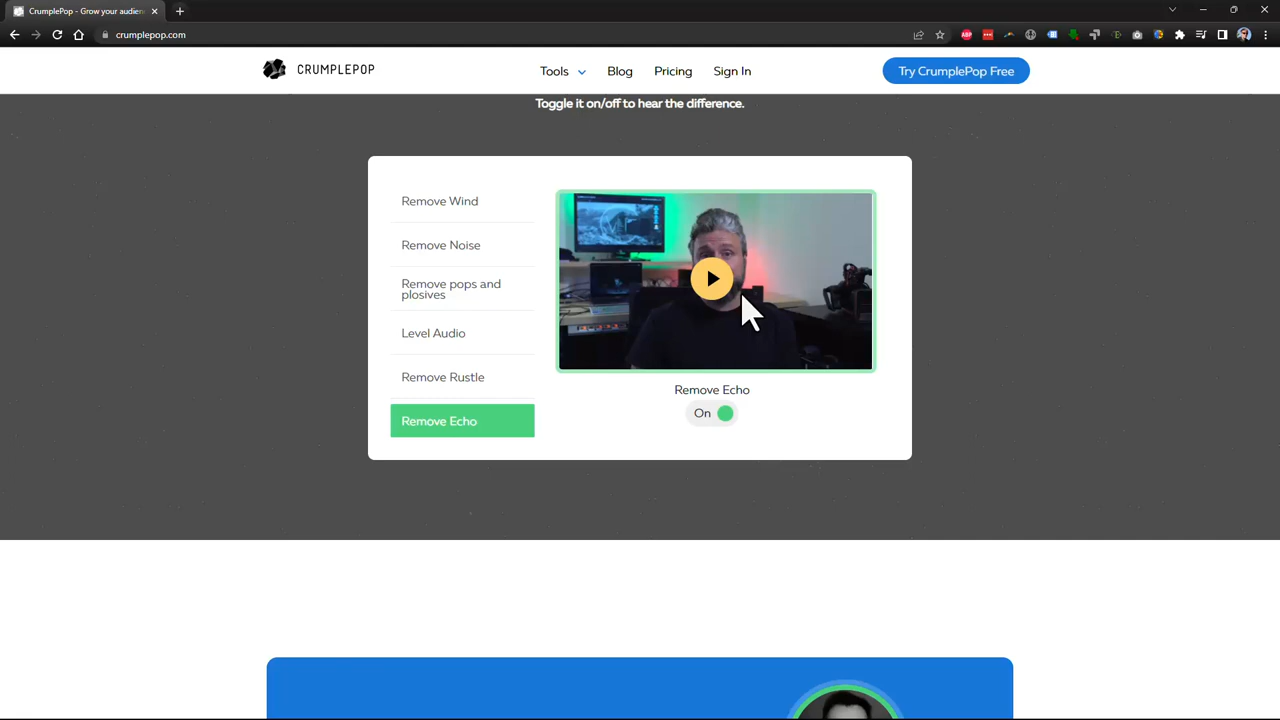 CrumplePop - Grow your audien
crumplepop.com
CRUMPLEPOP
Tools
Blog
Pricing
Sign In
Try CrumplePop Free
Toggle it on/off to hear the difference.
Remove Wind
Remove Noise
Remove pops and
plosives
Level Audio
Remove Rustle
Remove Echo
Remove Echo
On